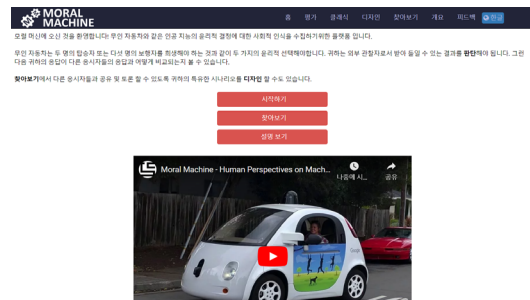 MORAL
MACHINE
홈 평가 클래식 디자인 찾아보기 개요 피드백 한글
모럴 머신에 오신 것을 환영합니다! 무인 자동차와 같은 인공 지능의 윤리적 결정에 대한 사회적 인식을 수집하기위한 플랫폼 입니다.
무인 자동차는 두 명의 탑승자 또는 다섯 명의 보행자를 희생해야 하는 것과 같이 두 가지의 윤리적 선택해야합니다. 귀하는 외부 관찰자로서 받아 들일 수 있는 결과를 판단해야 됩니다. 그런
다음 귀하의 응답이 다른 응시자들의 응답과 어떻게 비교되는지 볼 수 있습니다.
찾아보기에서 다른 응시자들과 공유 및 토론 할 수 있도록 귀하의 특유한 시나리오를 디자인 할 수도 있습니다.
시작하기
찾아보기
설명 보기
Moral Machine - Human Perspectives on Mach...
나중에 시... 공유
Google